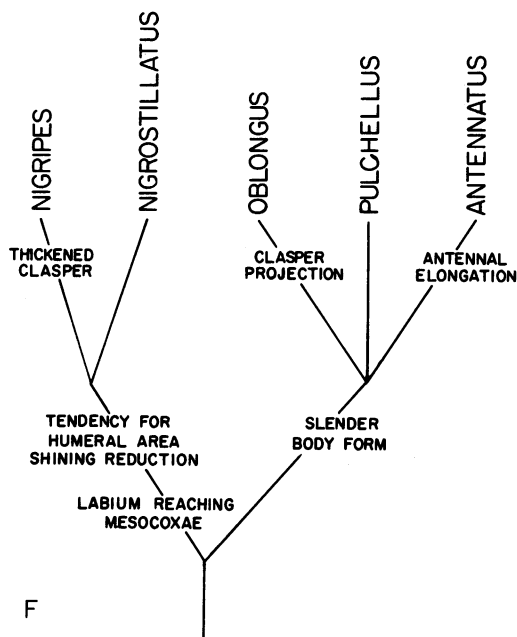 NIGRIPES
NIGROSTILLATUS
OBLONGUS
PULCHELLUS
ANTENNATUS
THICKENED
CLASPER
CLASPER
PROJECTION
ANTENNAL
ELONGATION
TENDENCY FOR
HUMERAL AREA
SHINING REDUCTION
SLENDER
BODY FORM
LABIUM REACHING
MESOCOXAE
F